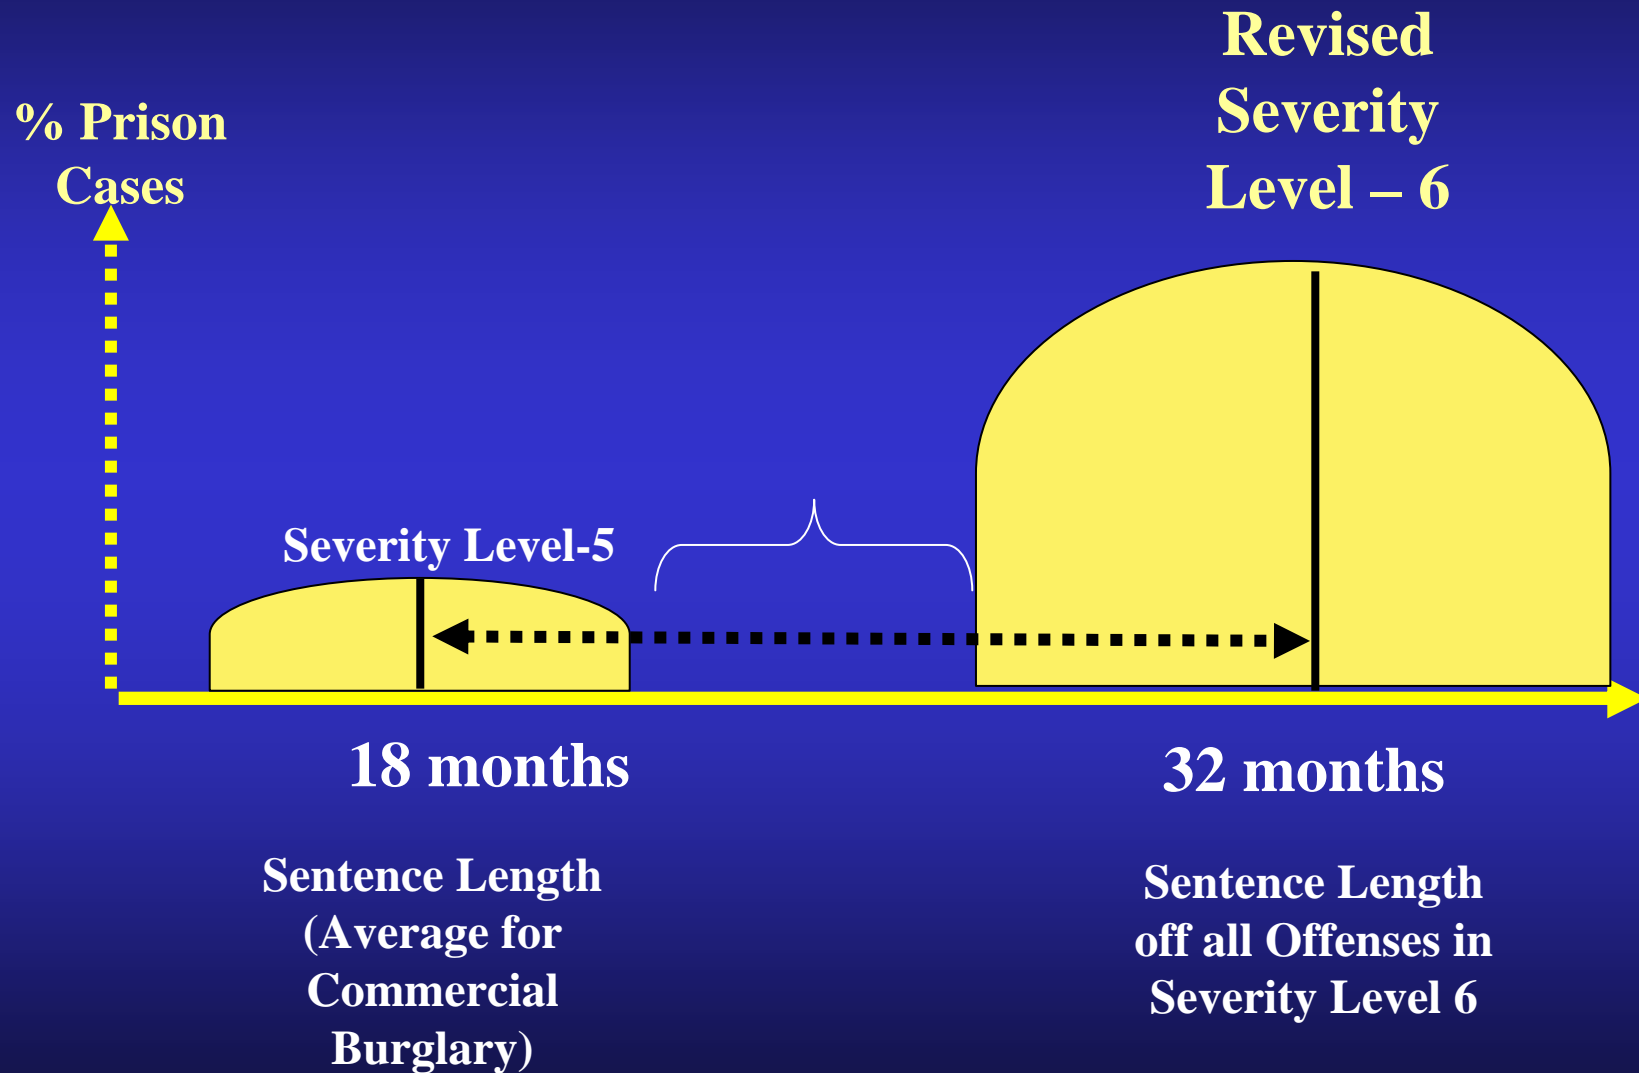 Revised
Severity
Level – 6
% Prison
Cases
Severity Level-5
18 months
32 months
Sentence Length
(Average for
Commercial
Burglary)
Sentence Length
off all Offenses in
Severity Level 6